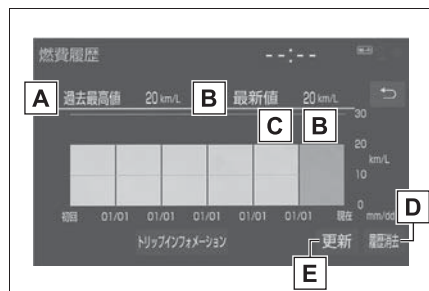 燃費履歴 --:--
A 過去最高値 20 km/L B 最新値 20 km/L
C B 30
20
km/L
10
0
初回 01/01 01/01 01/01 01/01 01/01 現在 mm/dd
D
トリップインフォメーション 更新 履歴消去
E